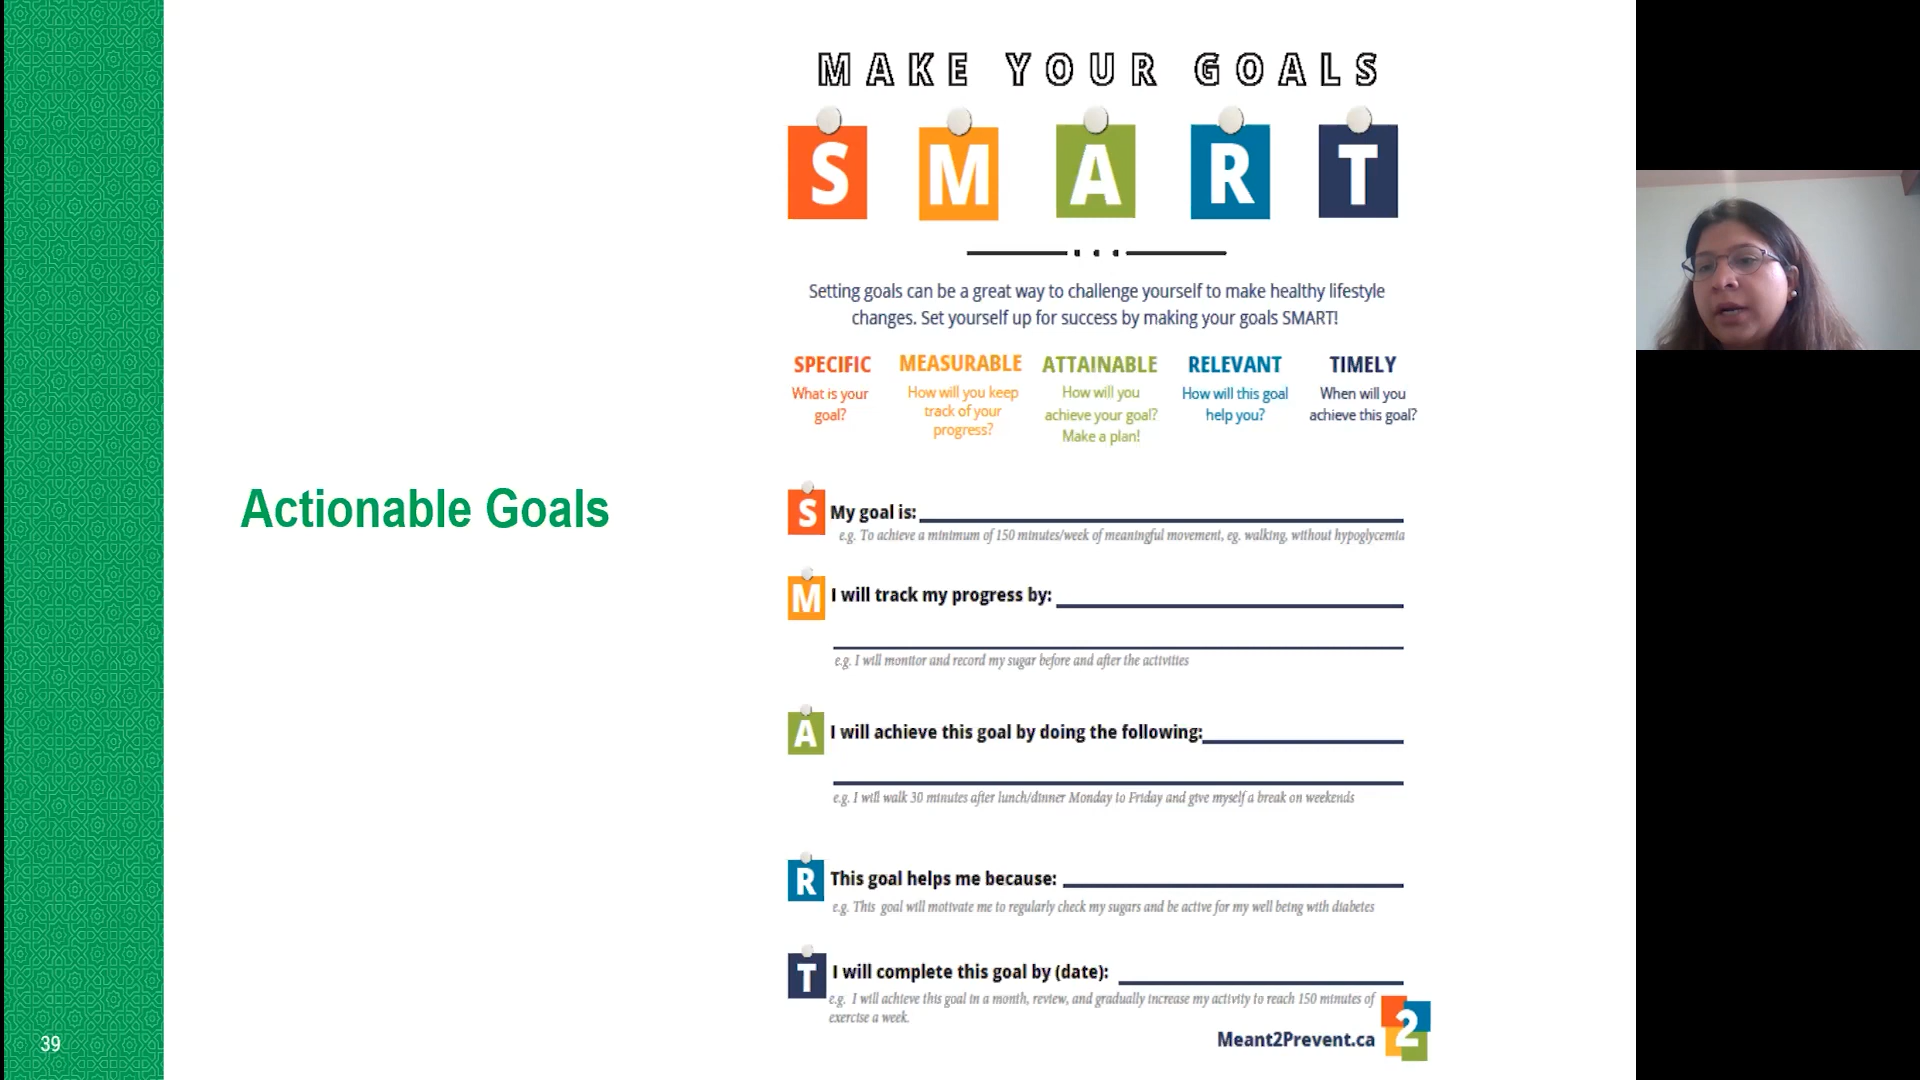 MAKE YOUR GOALS
S M A R T
Setting goals can be a great way to challenge yourself to make healthy lifestyle
changes. Set yourself up for success by making your goals SMART!
SPECIFIC
What is your
goal?
MEASURABLE
How will you keep
track of your
progress?
ATTAINABLE
How will you
achieve your goal?
Make a plan!
RELEVANT
How will this goal
help you?
TIMELY
When will you
achieve this goal?
Actionable Goals
S My goal is:
e.g. To achieve a minimum of 150 minutes/week of meaningful movement, eg. walking, without hypoglycemia
M I will track my progress by:
e.g. I will monitor and record my sugar before and after the activities
A I will achieve this goal by doing the following:
e.g. I will walk 30 minutes after lunch/dinner Monday to Friday and give myself a break on weekends
R This goal helps me because:
e.g. This goal will motivate me to regularly check my sugars and be active for my well being with diabetes
T I will complete this goal by (date):
e.g. I will achieve this goal in a month, review, and gradually increase my activity to reach 150 minutes of
exercise a week.
Meant2Prevent.ca
2
39